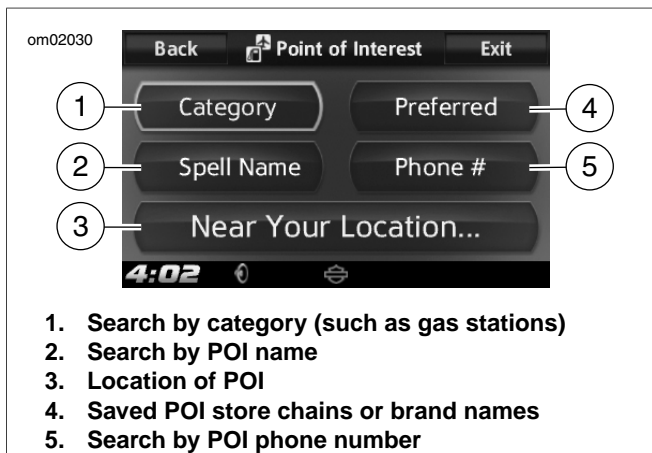 om02030
Back Point of Interest Exit
1 Category Preferred 4
2 Spell Name Phone # 5
3 Near Your Location...
4:02
1. Search by category (such as gas stations)
2. Search by POI name
3. Location of POI
4. Saved POI store chains or brand names
5. Search by POI phone number